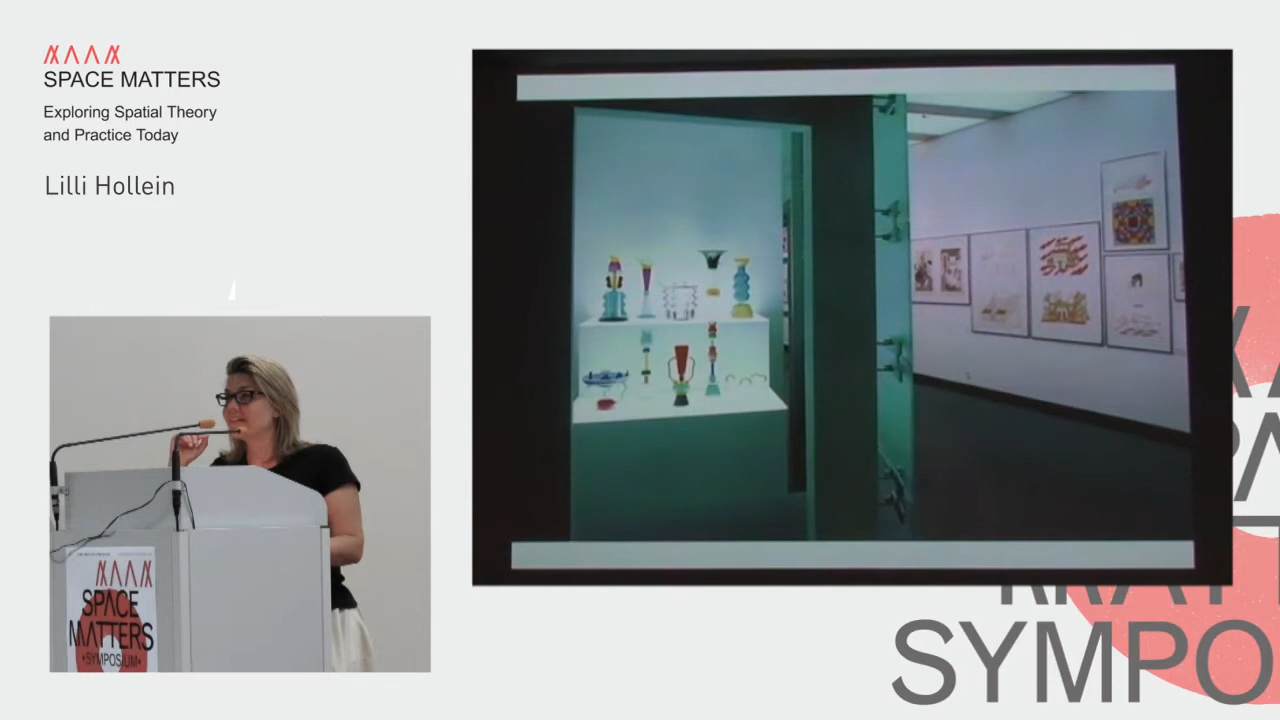 SPACE MATTERS
Exploring Spatial Theory
and Practice Today
Lilli Hollein
SPACE
MATTERS
SYMPOSIUM
SYMPO